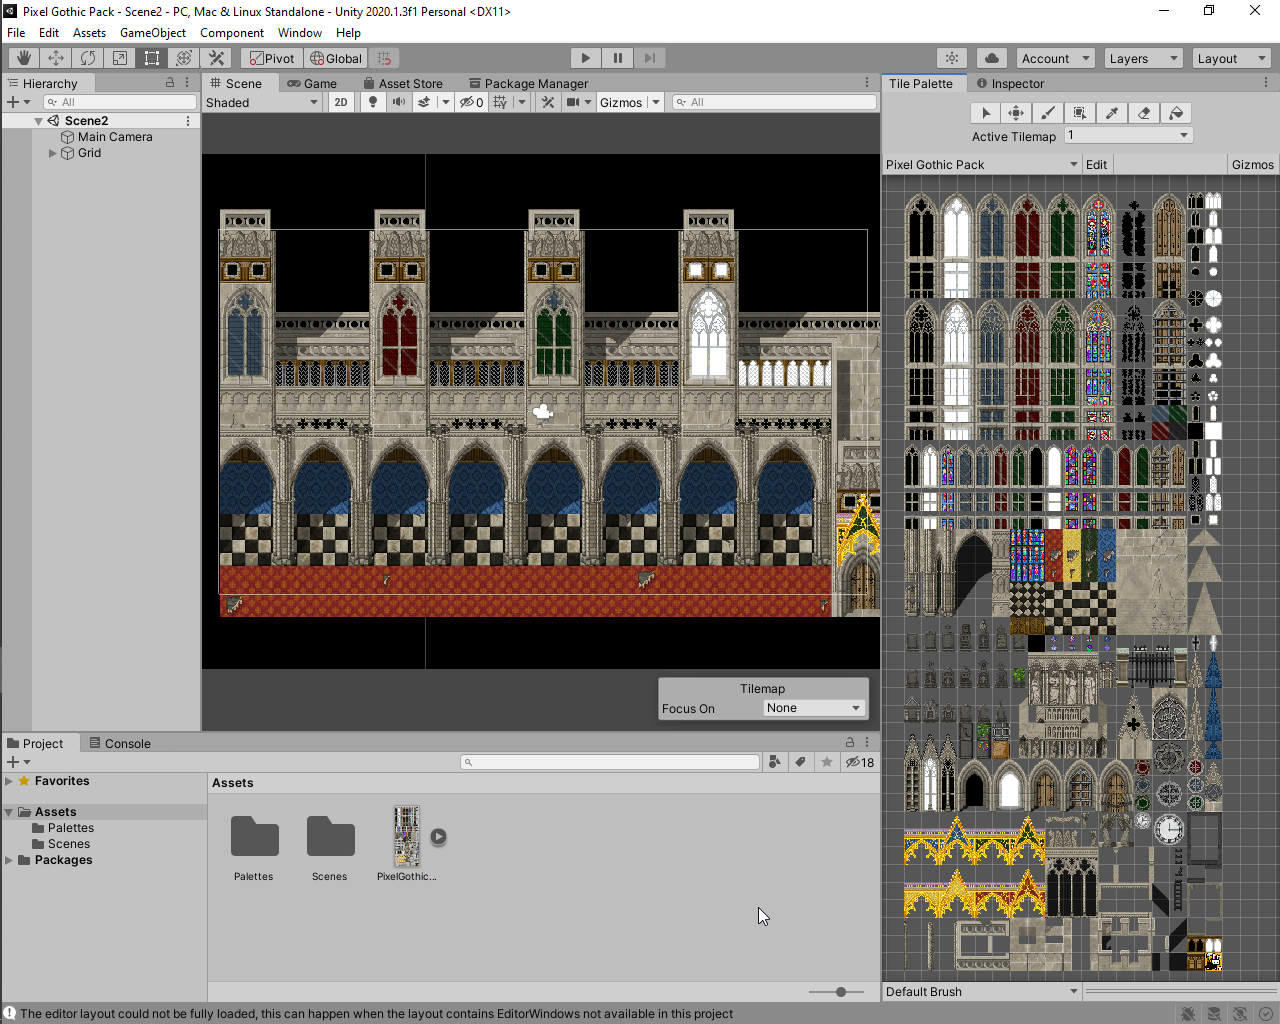 Pixel Gothic Pack - Scene2 - PC, Mac & Linux Standalone - Unity 2020.1.3f1 Personal <DX11>
File Edit Assets GameObject Component Window Help
Pivot Global Account Layers Layout
Hierarchy
All
Scene2
Main Camera
Grid
Scene Game Asset Store Package Manager
Shaded 2D 0 Gizmos All
Tilemap
Focus On None
Tile Palette Inspector
Active Tilemap 1
Pixel Gothic Pack Edit Gizmos
Default Brush
Project Console
18
Favorites
Assets
Palettes
Scenes
Packages
Assets
Palettes Scenes PixelGothic...
The editor layout could not be fully loaded, this can happen when the layout contains EditorWindows not available in this project